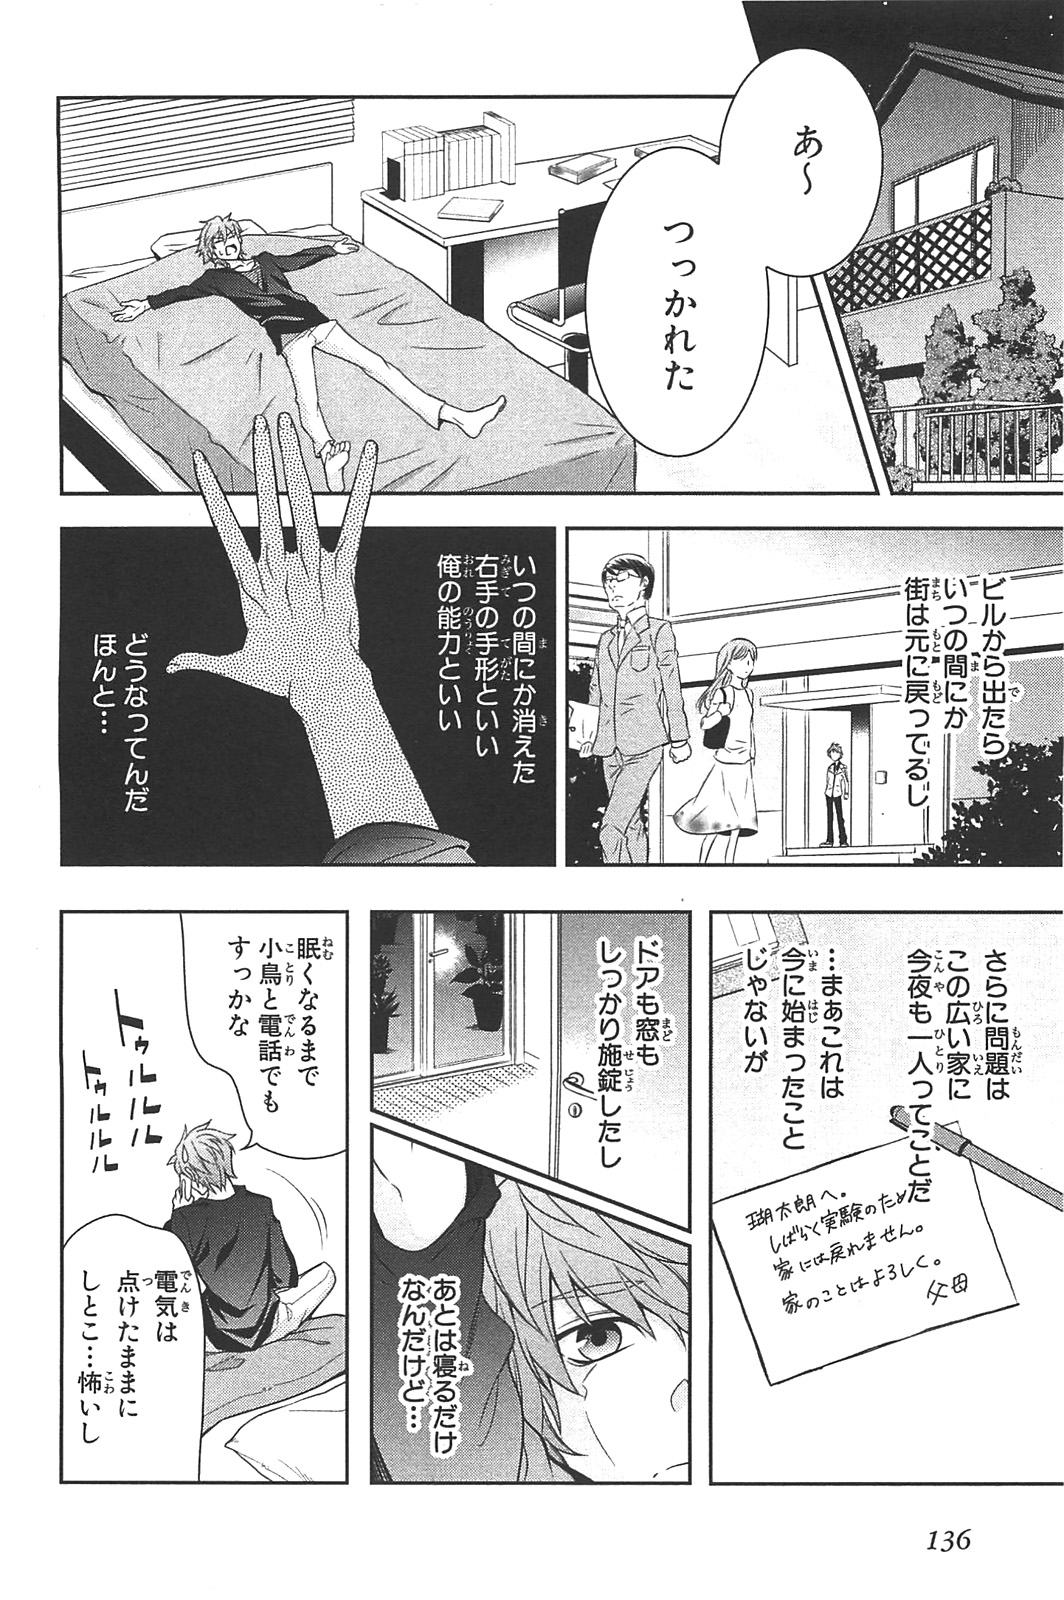 あ～
つっかれた
ビルから出たら
いつの間にか
街は元に戻ってるじ
いつの間にか消えた
右手の手形といい
俺の能力といい
どうなってんだ
ほんと…
さらに問題は
この広い家に
今夜も一人ってことだ
…まあこれは
今に始まったこと
じゃないが
瑚太朗へ。
しばらく実験のため
家には戻れません。
家のことはよろしく。
父母
ドアも窓も
しっかり施錠したし
あとは寝るだけ
なんだけど…
眠くなるまで
小鳥と電話でも
すっかな
トゥルルル
トゥルルル
電気は
点けたままに
しとこ…怖いし
136